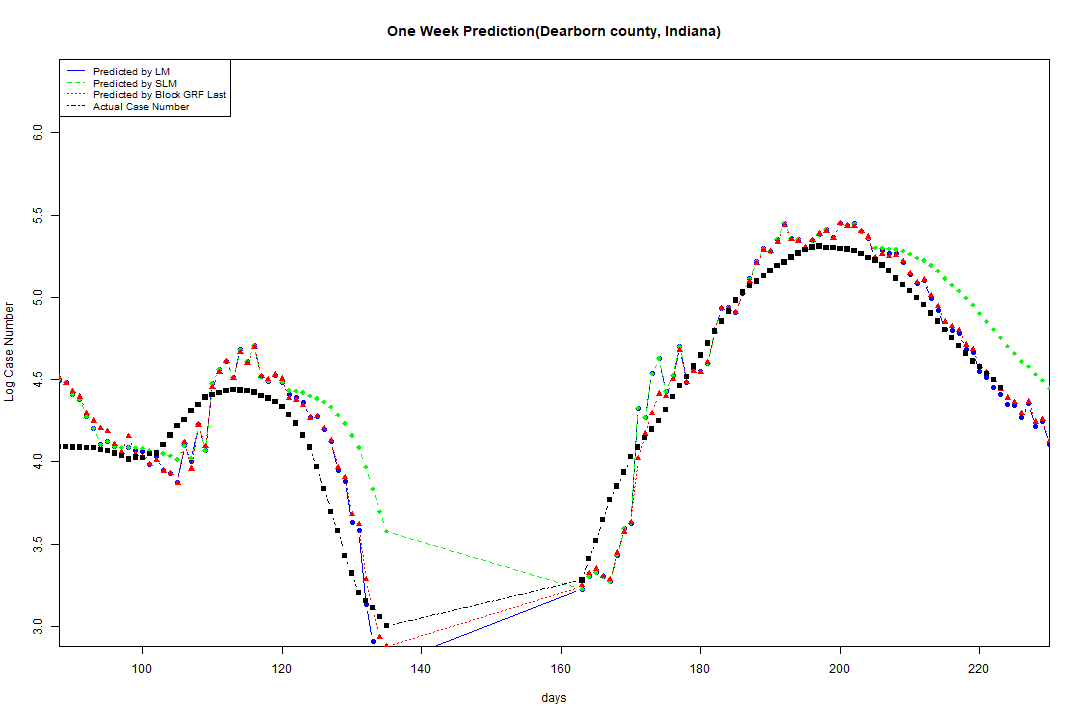 One Week Prediction(Dearborn county, Indiana)
Predicted by LM
Predicted by SLM
Predicted by Block GRF Last
Actual Case Number
Log Case Number
6.0
5.5
5.0
4.5
4.0
3.5
3.0
100 120 140 160 180 200 220
days